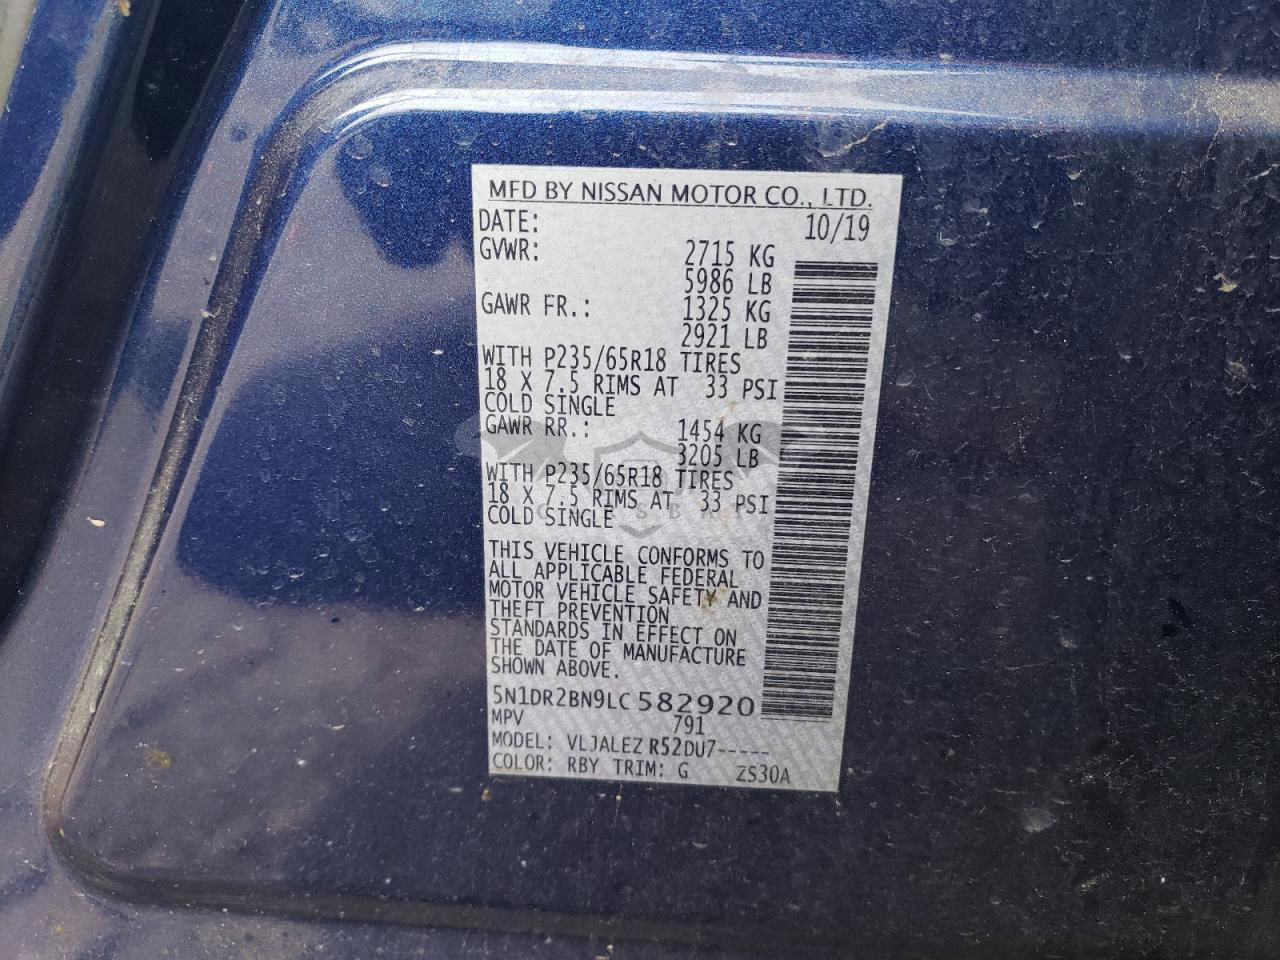 MFD BY NISSAN MOTOR CO., LTD.
DATE: 10/19
GVWR: 2715 KG
5986 LB
GAWR FR.: 1325 KG
2921 LB
WITH P235/65R18 TIRES
18 X 7.5 RIMS AT 33 PSI
COLD SINGLE
GAWR RR.: 1454 KG
3205 LB
WITH P235/65R18 TIRES
18 X 7.5 RIMS AT 33 PSI
COLD SINGLE
THIS VEHICLE CONFORMS TO
ALL APPLICABLE FEDERAL
MOTOR VEHICLE SAFETY AND
THEFT PREVENTION
STANDARDS IN EFFECT ON
THE DATE OF MANUFACTURE
SHOWN ABOVE.
5N1DR2BN9LC582920
MPV 791
MODEL: VLJALEZ R52DU7-----
COLOR: RBY TRIM: G ZS30A